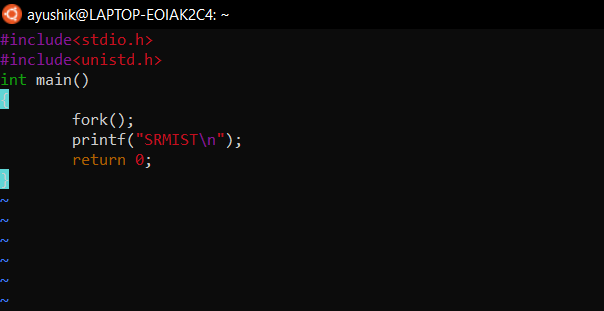 ayushik@LAPTOP-EOIAK2C4: ~
#include<stdio.h>
#include<unistd.h>
int main()
{
        fork();
        printf("SRMIST\n");
        return 0;
}
~
~
~
~
~
~